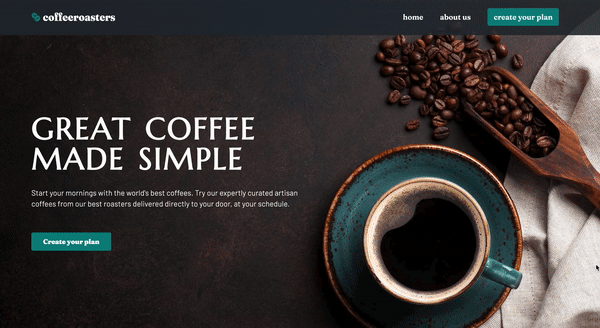 coffeeroasters
home
about us
create your plan
GREAT COFFEE
MADE SIMPLE
Start your mornings with the world's best coffees. Try our expertly curated artisan
coffees from our best roasters delivered directly to your door, at your schedule.
Create your plan